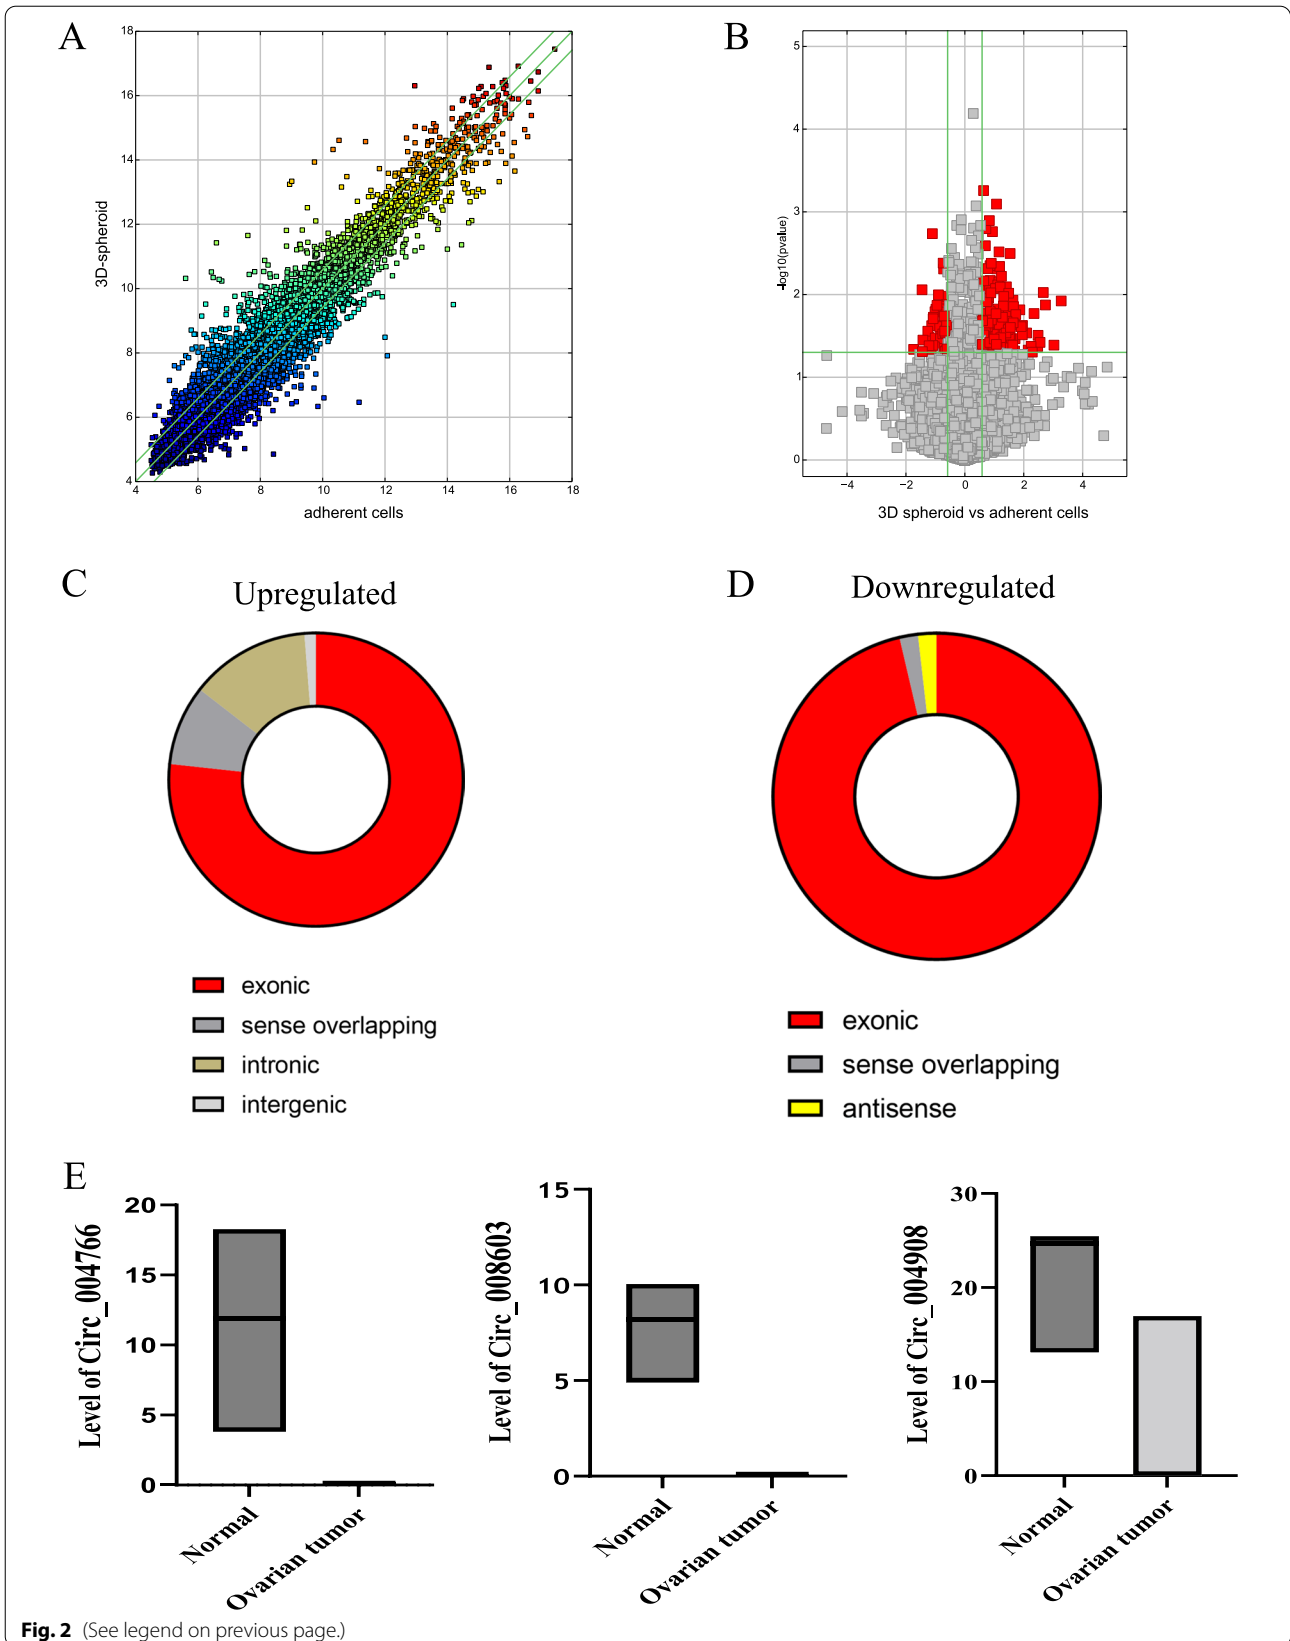 A
18
16
14
12
10
8
6
4
3D-spheroid
4 6 8 10 12 14 16 18
adherent cells
B
5
4
3
2
1
0
-log10(pvalue)
−4 −2 0 2 4
3D spheroid vs adherent cells
C
Upregulated
exonic
sense overlapping
intronic
intergenic
D
Downregulated
exonic
sense overlapping
antisense
E
Level of Circ_004766
20
15
10
5
0
Normal
Ovarian tumor
Level of Circ_008603
15
10
5
0
Normal
Ovarian tumor
Level of Circ_004908
30
20
10
0
Normal
Ovarian tumor
Fig. 2 (See legend on previous page.)